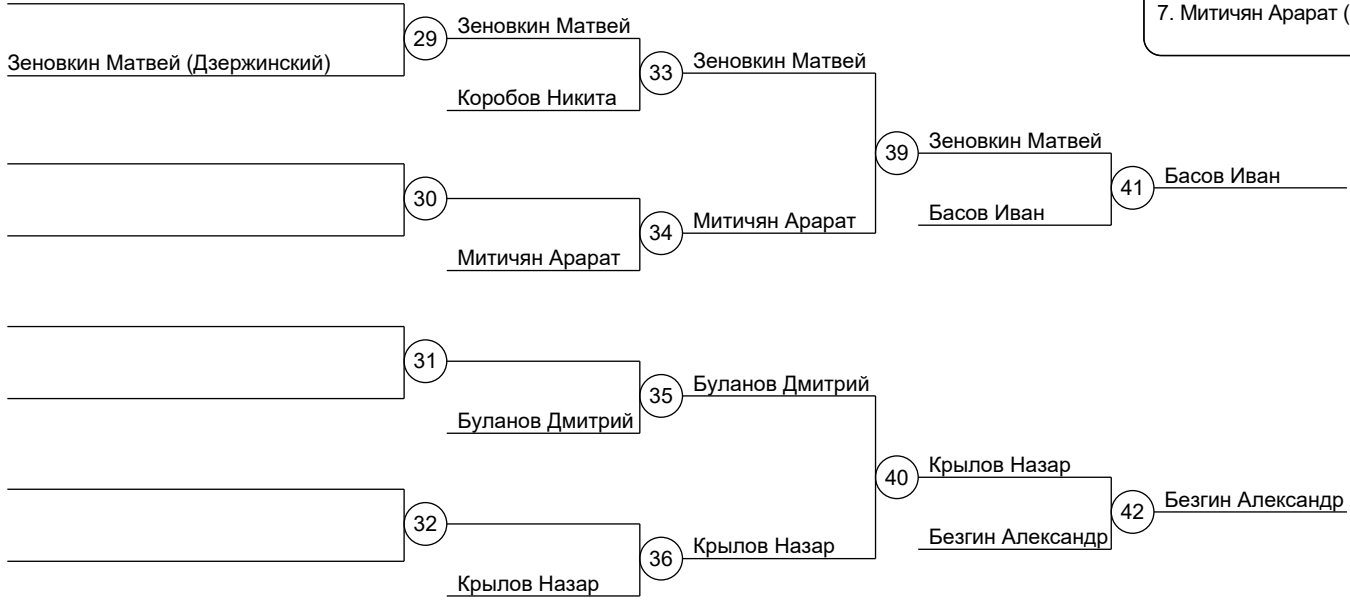 7. Митичян Арарат (
29
Зеновкин Матвей
Зеновкин Матвей (Дзержинский)
33
Зеновкин Матвей
Коробов Никита
39
Зеновкин Матвей
41
Басов Иван
30
Басов Иван
34
Митичян Арарат
Митичян Арарат
31
35
Буланов Дмитрий
Буланов Дмитрий
40
Крылов Назар
42
Безгин Александр
32
Безгин Александр
36
Крылов Назар
Крылов Назар